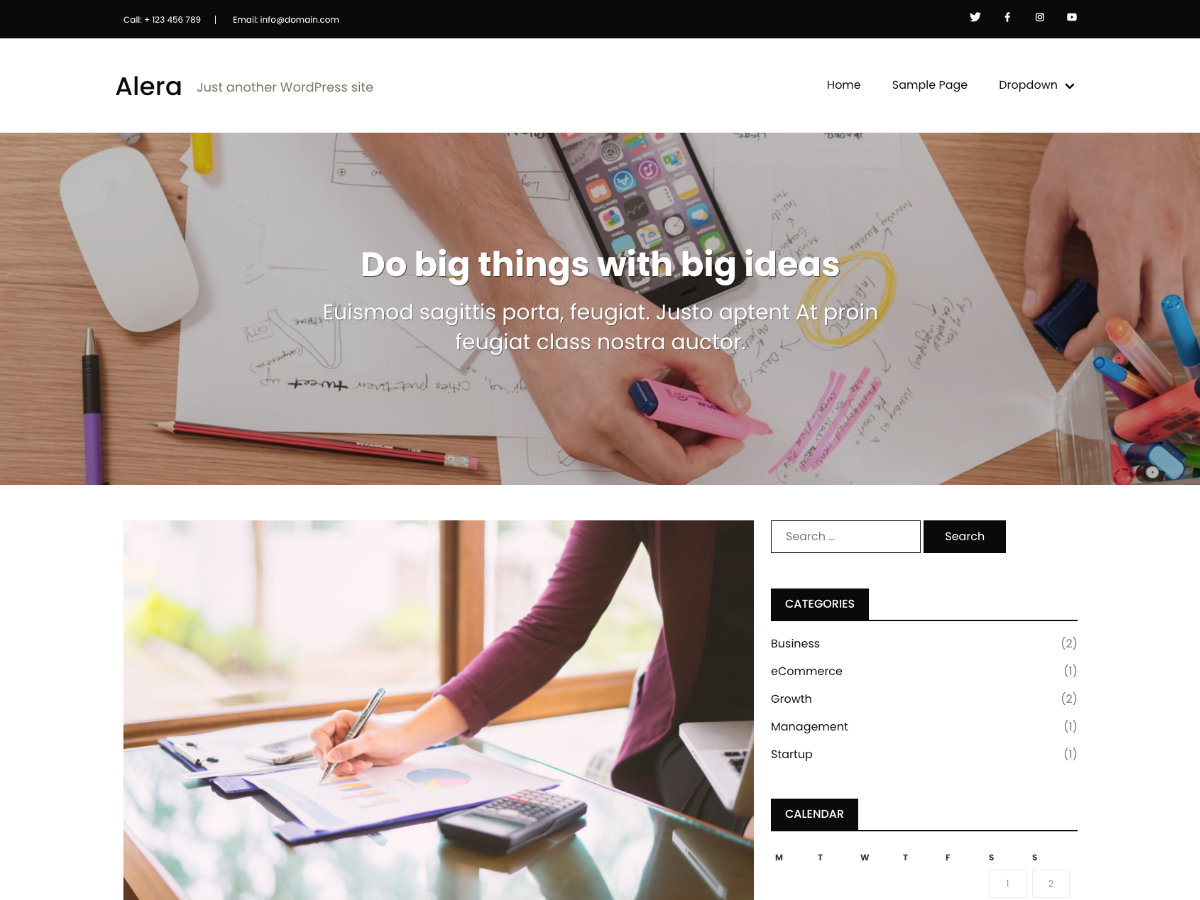 Call: + 123 456 789 | Email: info@domain.com
Alera Just another WordPress site
Home Sample Page Dropdown
Do big things with big ideas
Euismod sagittis porta, feugiat. Justo aptent At proin
feugiat class nostra auctor.
Search ...
Search
CATEGORIES
Business (2)
eCommerce (1)
Growth (2)
Management (1)
Startup (1)
CALENDAR
M T W T F S S
1 2